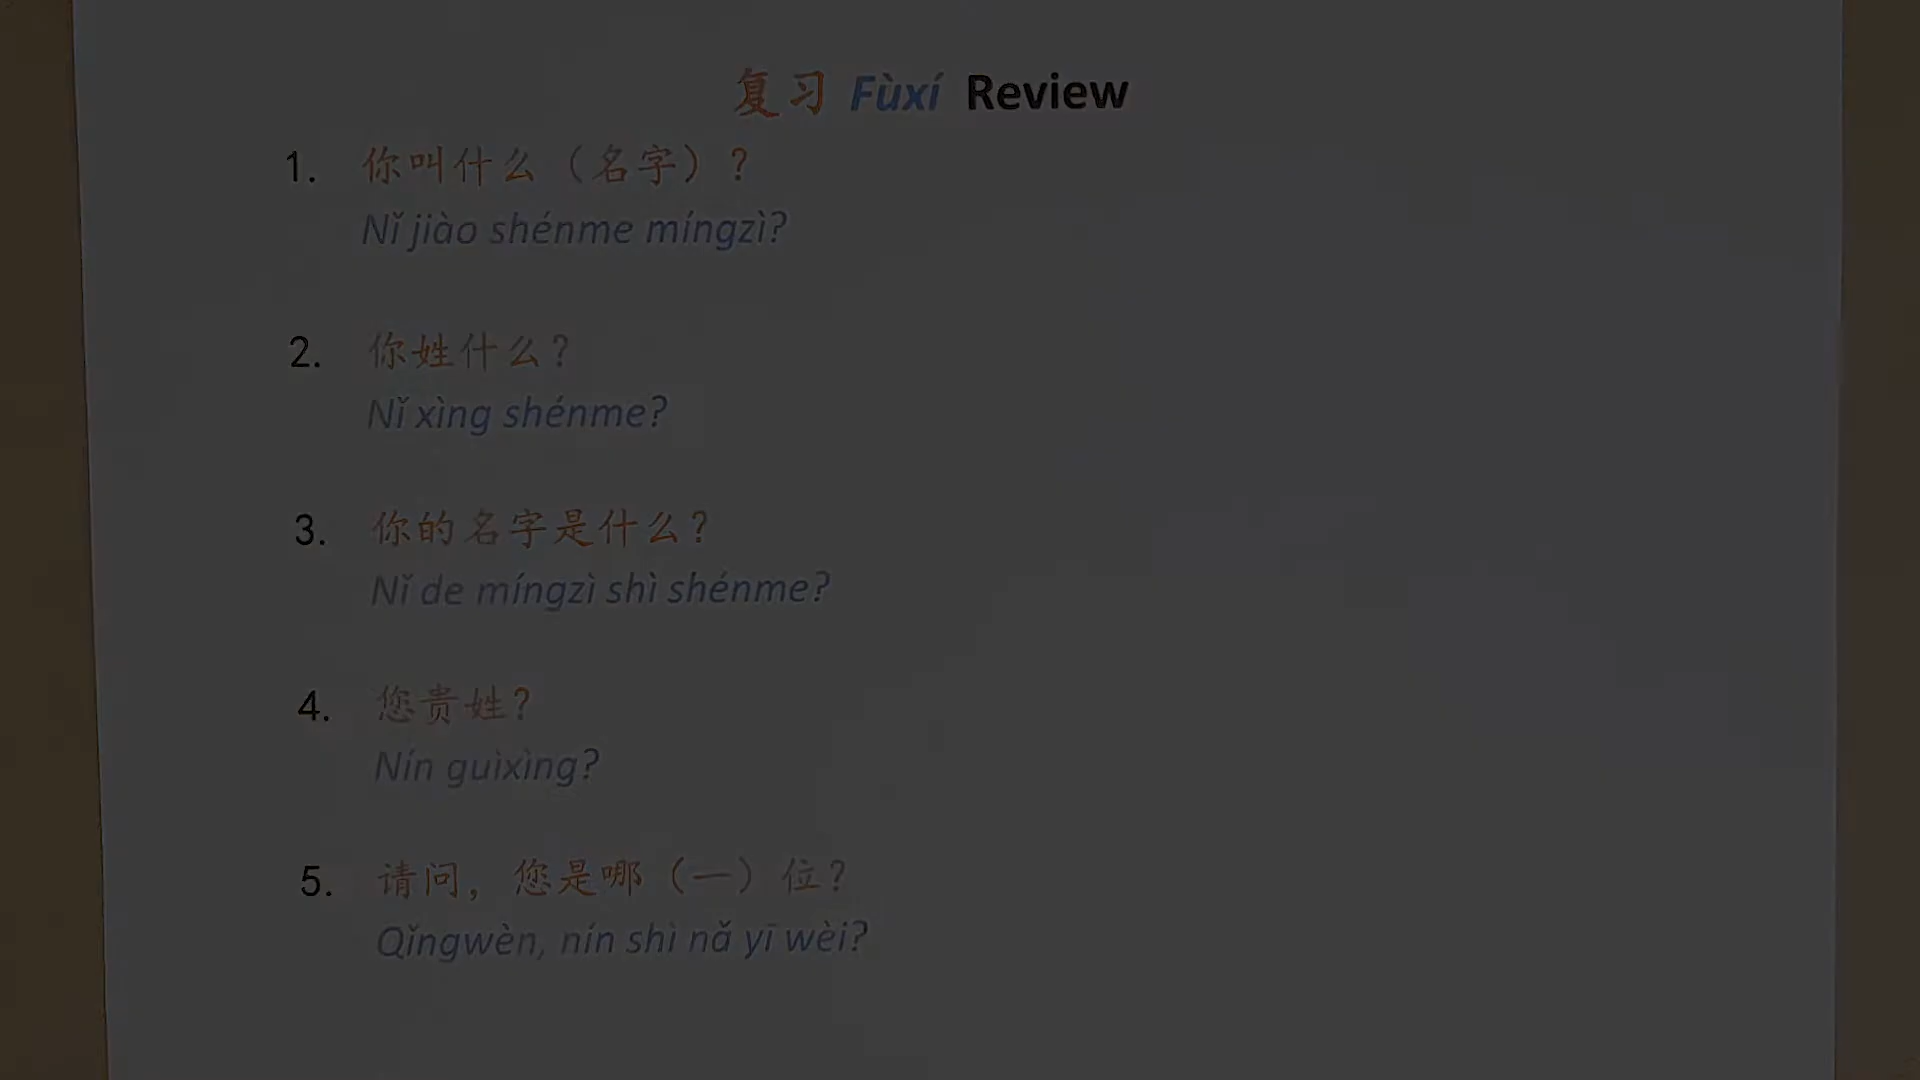 复习 Fùxí Review
1. 你叫什么（名字）？
Nǐ jiào shénme míngzì?
2. 你姓什么？
Nǐ xìng shénme?
3. 你的名字是什么？
Nǐ de míngzì shì shénme?
4. 您贵姓？
Nín guìxìng?
5. 请问，您是哪（一）位？
Qǐngwèn, nín shì nǎ yī wèi?